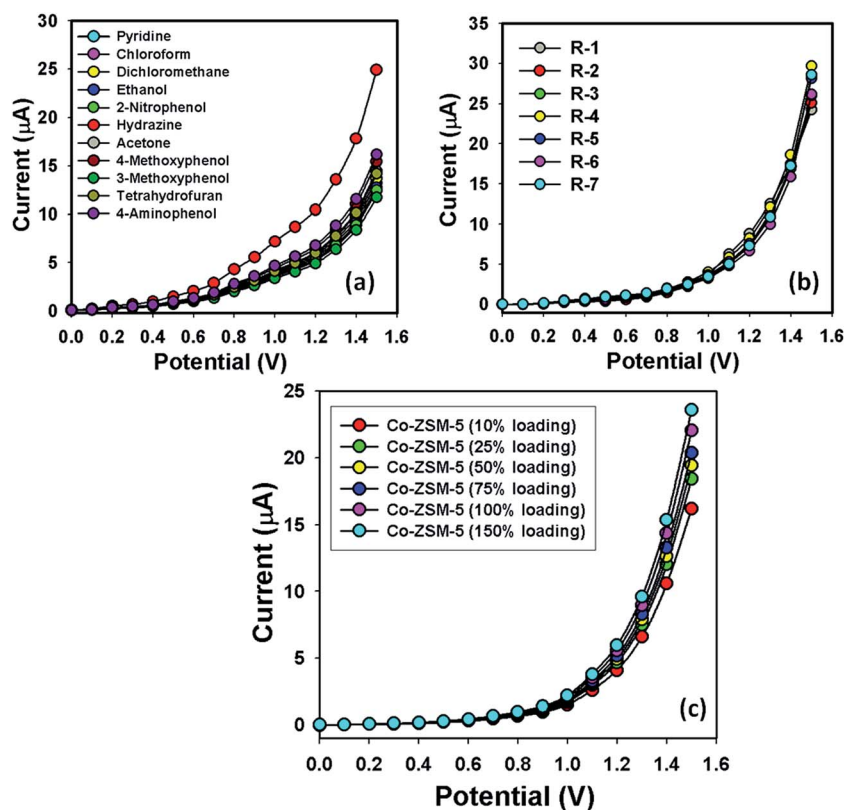 30
25
20
15
10
5
0
Current (µA)
Pyridine
Chloroform
Dichloromethane
Ethanol
2-Nitrophenol
Hydrazine
Acetone
4-Methoxyphenol
3-Methoxyphenol
Tetrahydrofuran
4-Aminophenol
(a)
0.0 0.2 0.4 0.6 0.8 1.0 1.2 1.4 1.6
Potential (V)
35
30
25
20
15
10
5
0
Current (µA)
R-1
R-2
R-3
R-4
R-5
R-6
R-7
(b)
0.0 0.2 0.4 0.6 0.8 1.0 1.2 1.4 1.6
Potential (V)
25
20
15
10
5
0
Current (µA)
Co-ZSM-5 (10% loading)
Co-ZSM-5 (25% loading)
Co-ZSM-5 (50% loading)
Co-ZSM-5 (75% loading)
Co-ZSM-5 (100% loading)
Co-ZSM-5 (150% loading)
(c)
0.0 0.2 0.4 0.6 0.8 1.0 1.2 1.4 1.6
Potential (V)